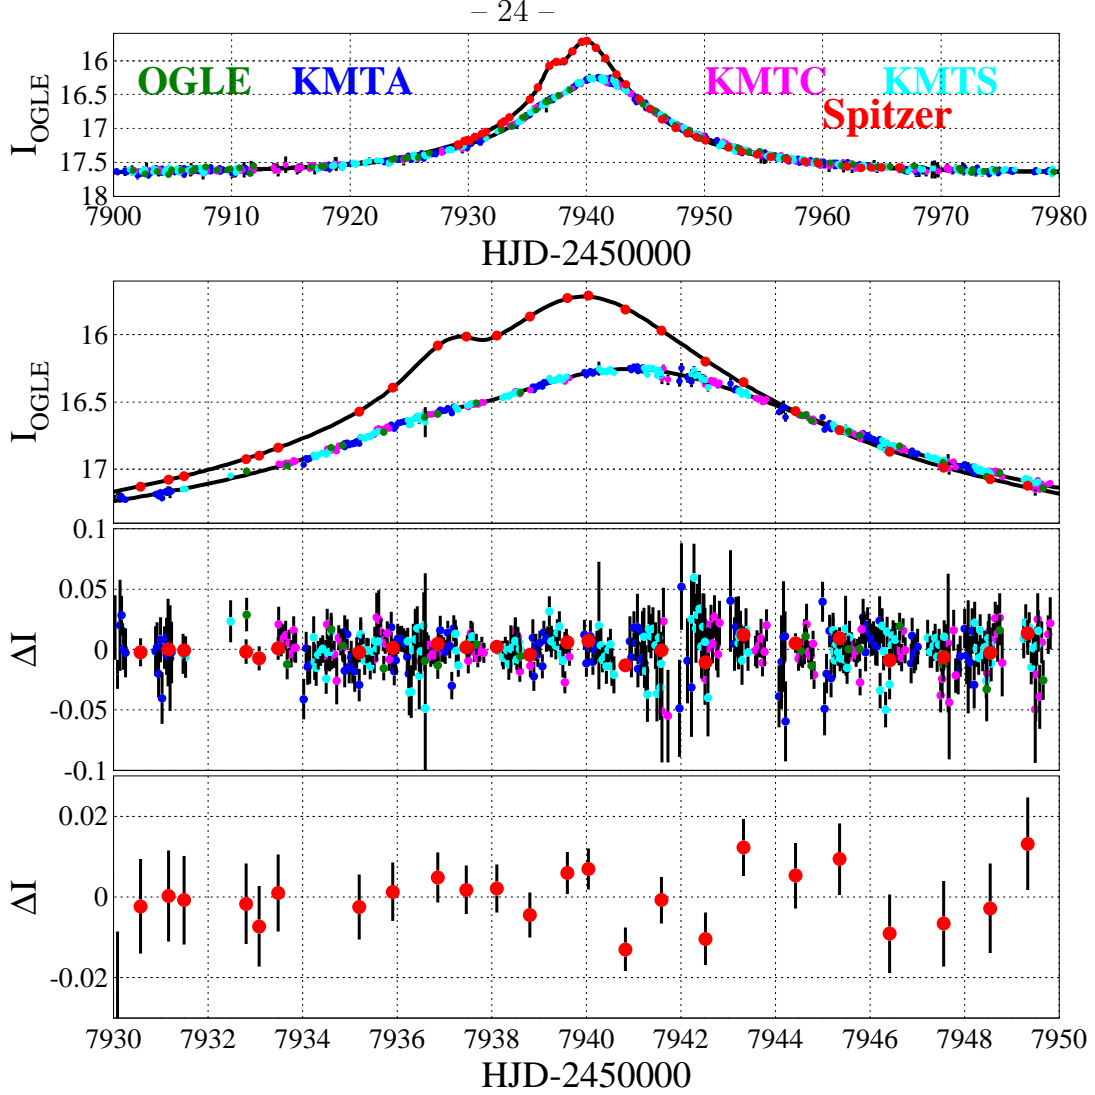 – 24 –
OGLE KMTA KMTC KMTS
Spitzer
I_OGLE
16
16.5
17
17.5
18
7900 7910 7920 7930 7940 7950 7960 7970 7980
HJD-2450000
I_OGLE
16
16.5
17
ΔI
0.1
0.05
0
-0.05
-0.1
ΔI
0.02
0
-0.02
7930 7932 7934 7936 7938 7940 7942 7944 7946 7948 7950
HJD-2450000